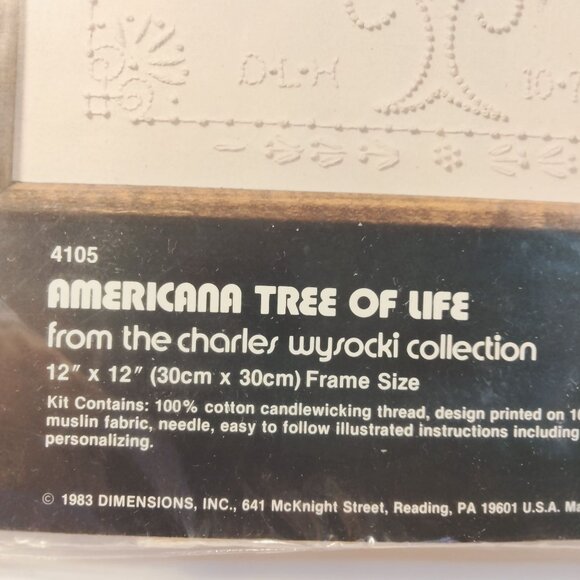 D·L·H 10·
4105
AMERICANA TREE OF LIFE
from the charles wysocki collection
12" x 12" (30cm x 30cm) Frame Size
Kit Contains: 100% cotton candlewicking thread, design printed on
muslin fabric, needle, easy to follow illustrated instructions including
personalizing.
© 1983 DIMENSIONS, INC., 641 McKnight Street, Reading, PA 19601 U.S.A.